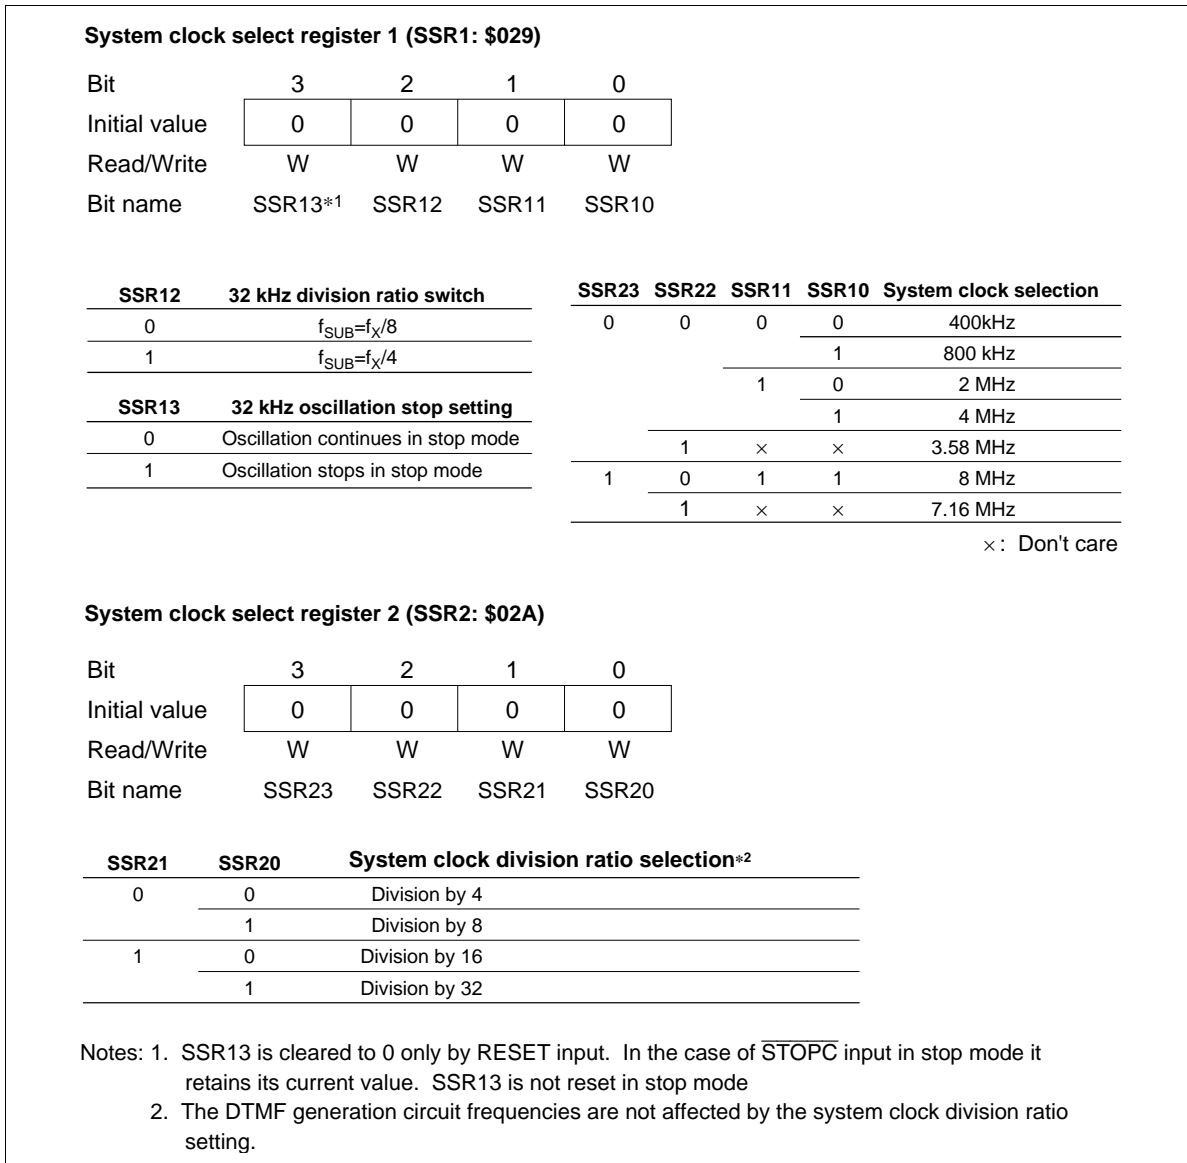 System clock select register 1 (SSR1: $029)
Bit 3 2 1 0
Initial value 0 0 0 0
Read/Write W W W W
Bit name SSR13*1 SSR12 SSR11 SSR10
SSR12 32 kHz division ratio switch
0 fSUB=fX/8
1 fSUB=fX/4
SSR13 32 kHz oscillation stop setting
0 Oscillation continues in stop mode
1 Oscillation stops in stop mode
SSR23 SSR22 SSR11 SSR10 System clock selection
0 0 0 0 400kHz
1 800 kHz
1 0 2 MHz
1 4 MHz
1 × × 3.58 MHz
1 0 1 1 8 MHz
1 × × 7.16 MHz
×: Don't care
System clock select register 2 (SSR2: $02A)
Bit 3 2 1 0
Initial value 0 0 0 0
Read/Write W W W W
Bit name SSR23 SSR22 SSR21 SSR20
SSR21 SSR20 System clock division ratio selection*2
0 0 Division by 4
1 Division by 8
1 0 Division by 16
1 Division by 32
Notes: 1. SSR13 is cleared to 0 only by RESET input. In the case of STOPC input in stop mode it
retains its current value. SSR13 is not reset in stop mode
2. The DTMF generation circuit frequencies are not affected by the system clock division ratio
setting.